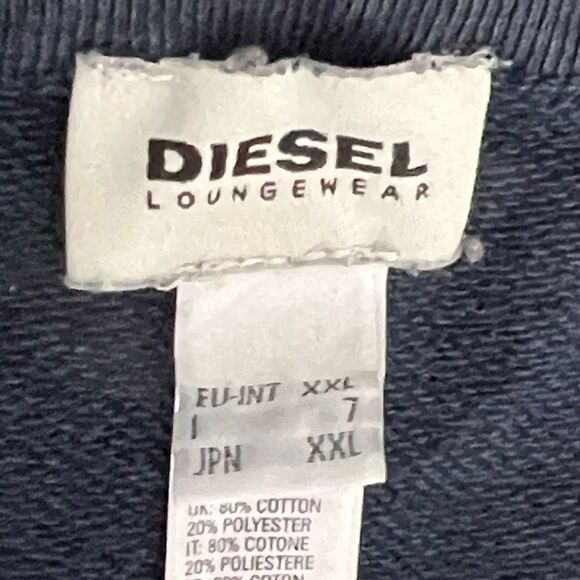 DIESEL
LOUNGEWEAR
EU-INT XXL
I 7
JPN XXL
UK: 80% COTTON
20% POLYESTER
IT: 80% COTONE
20% POLIESTERE